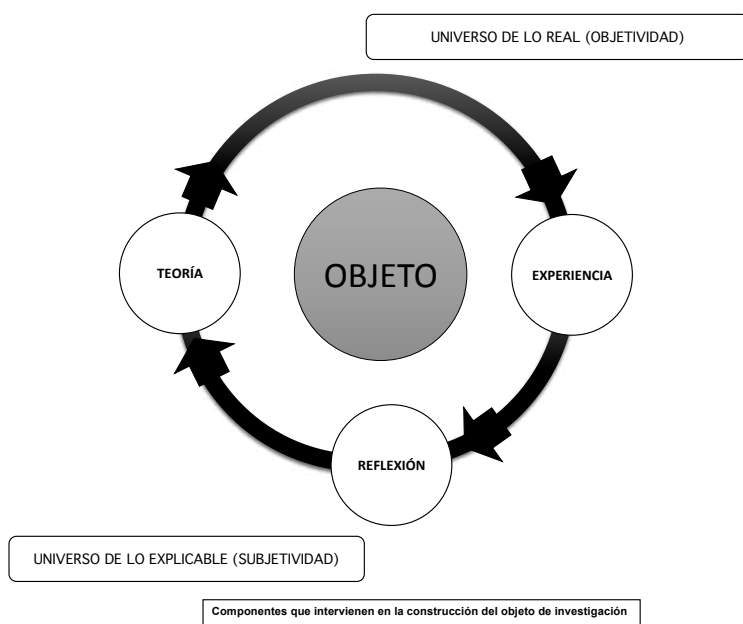 UNIVERSO DE LO REAL (OBJETIVIDAD)
TEORÍA
OBJETO
EXPERIENCIA
REFLEXIÓN
UNIVERSO DE LO EXPLICABLE (SUBJETIVIDAD)
Componentes que intervienen en la construcción del objeto de investigación